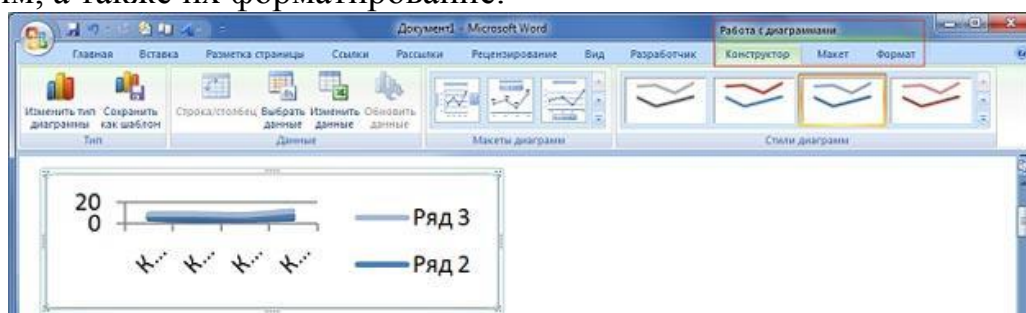 им, а также их форматирование.
Документ1 - Microsoft Word
Работа с диаграммами
Главная Вставка Разметка страницы Ссылки Рассылки Рецензирование Вид Разработчик Конструктор Макет Формат
Изменить тип диаграммы
Сохранить как шаблон
Строка/столбец
Выбрать данные
Изменить данные
Обновить данные
Тип Данные Макеты диаграмм Стили диаграмм
20
0
К... К... К... К...
Ряд 3
Ряд 2